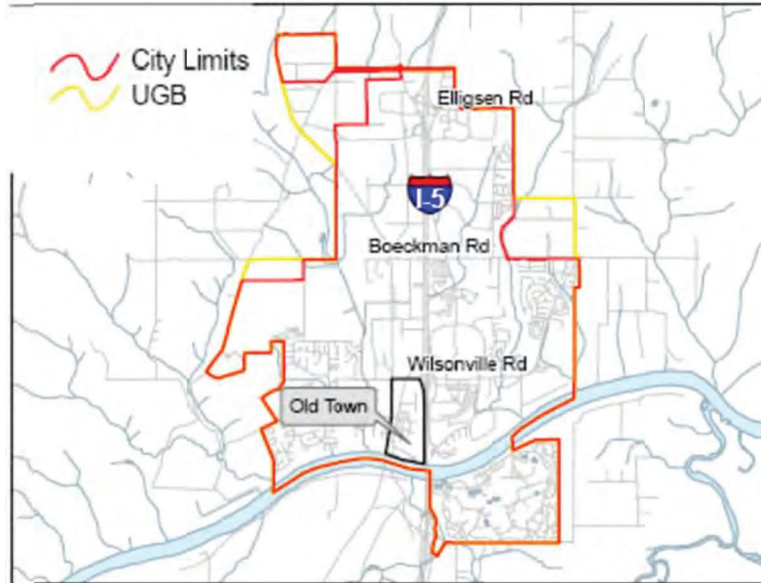 City Limits
UGB
Elligsen Rd
I-5
Boeckman Rd
Wilsonville Rd
Old Town